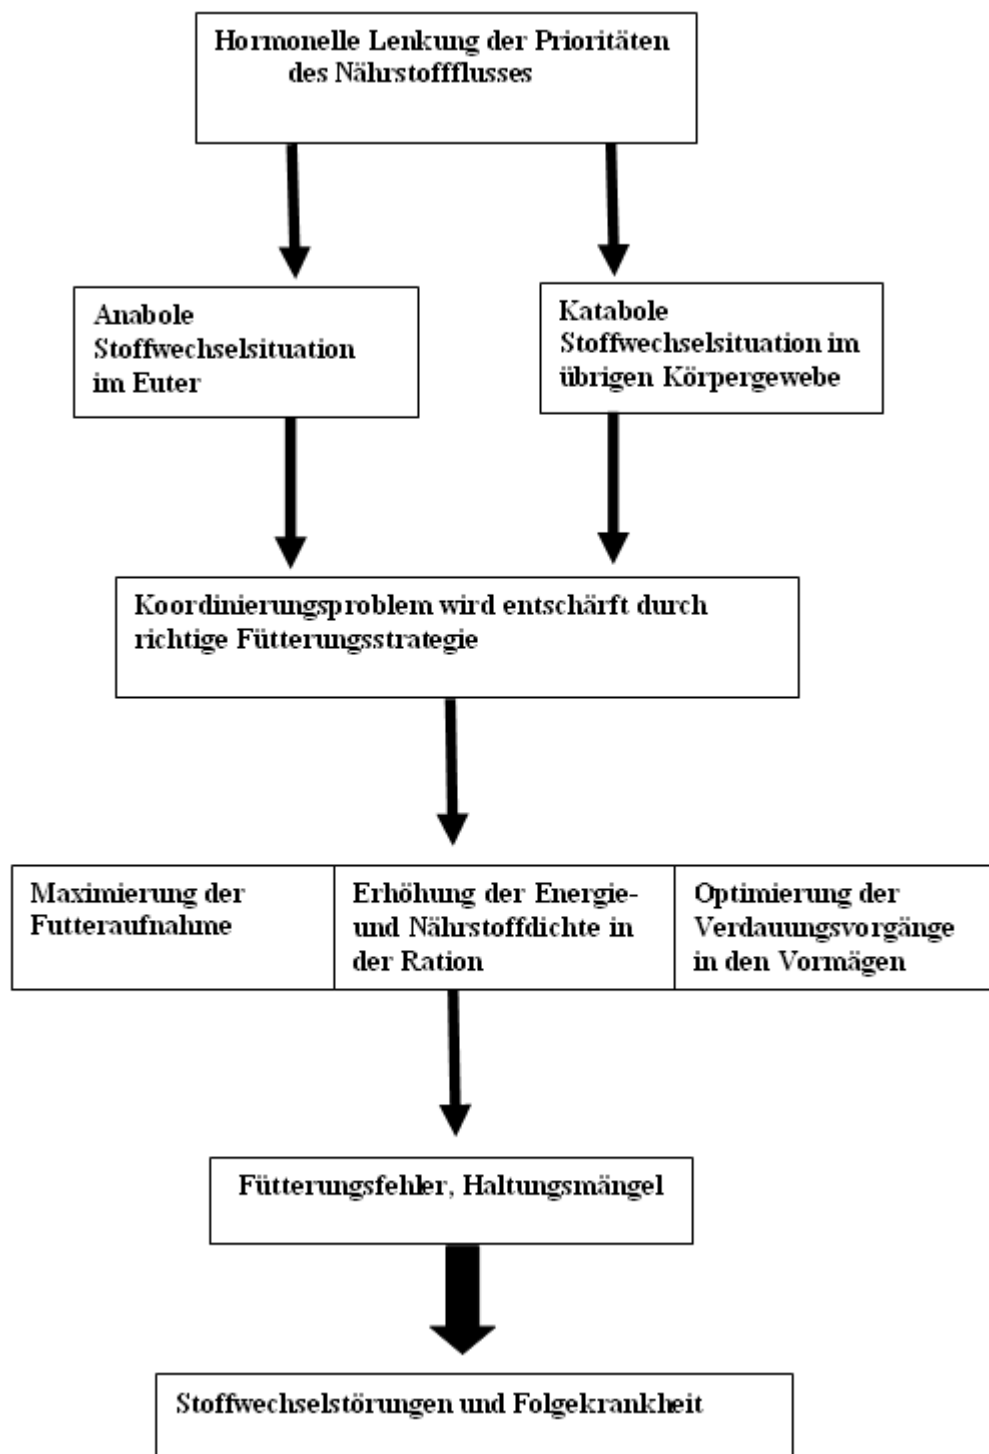 Hormonelle Lenkung der Prioritäten
des Nährstoffflusses
Anabole
Stoffwechselsituation
im Euter
Katabole
Stoffwechselsituation im
übrigen Körpergewebe
Koordinierungsproblem wird entschärft durch
richtige Fütterungsstrategie
Maximierung der
Futteraufnahme
Erhöhung der Energie-
und Nährstoffdichte in
der Ration
Optimierung der
Verdauungsvorgänge
in den Vormägen
Fütterungsfehler, Haltungsmängel
Stoffwechselstörungen und Folgekrankheit